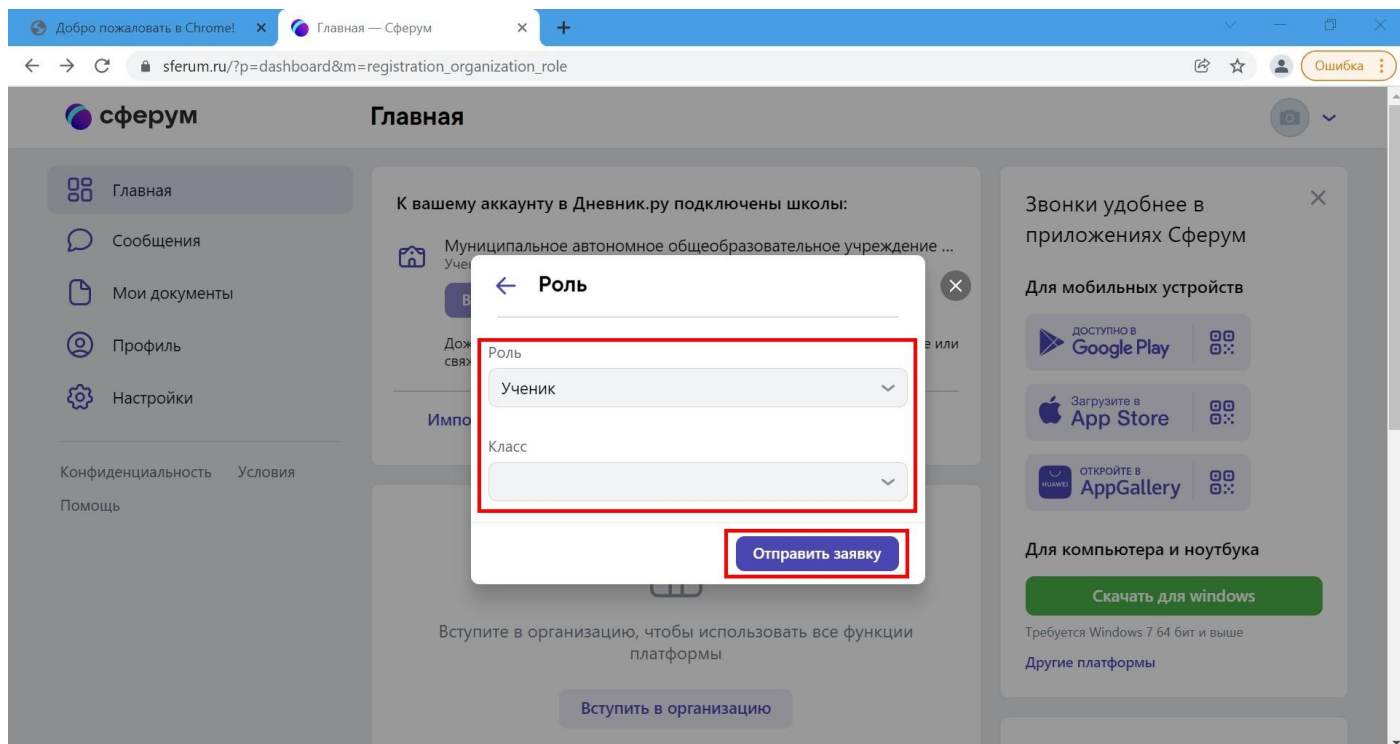 Добро пожаловать в Chrome!
Главная — Сферум
sferum.ru/?p=dashboard&m=registration_organization_role
Ошибка
сферум
Главная
Главная
Сообщения
Мои документы
Профиль
Настройки
Конфиденциальность Условия
Помощь
К вашему аккаунту в Дневник.ру подключены школы:
Муниципальное автономное общеобразовательное учреждение ...
Роль
Роль
Ученик
Класс
Отправить заявку
е или
Вступите в организацию, чтобы использовать все функции
платформы
Вступить в организацию
Звонки удобнее в
приложениях Сферум
Для мобильных устройств
ДОСТУПНО В
Google Play
Загрузите в
App Store
HUAWEI
ОТКРОЙТЕ В
AppGallery
Для компьютера и ноутбука
Скачать для windows
Требуется Windows 7 64 бит и выше
Другие платформы